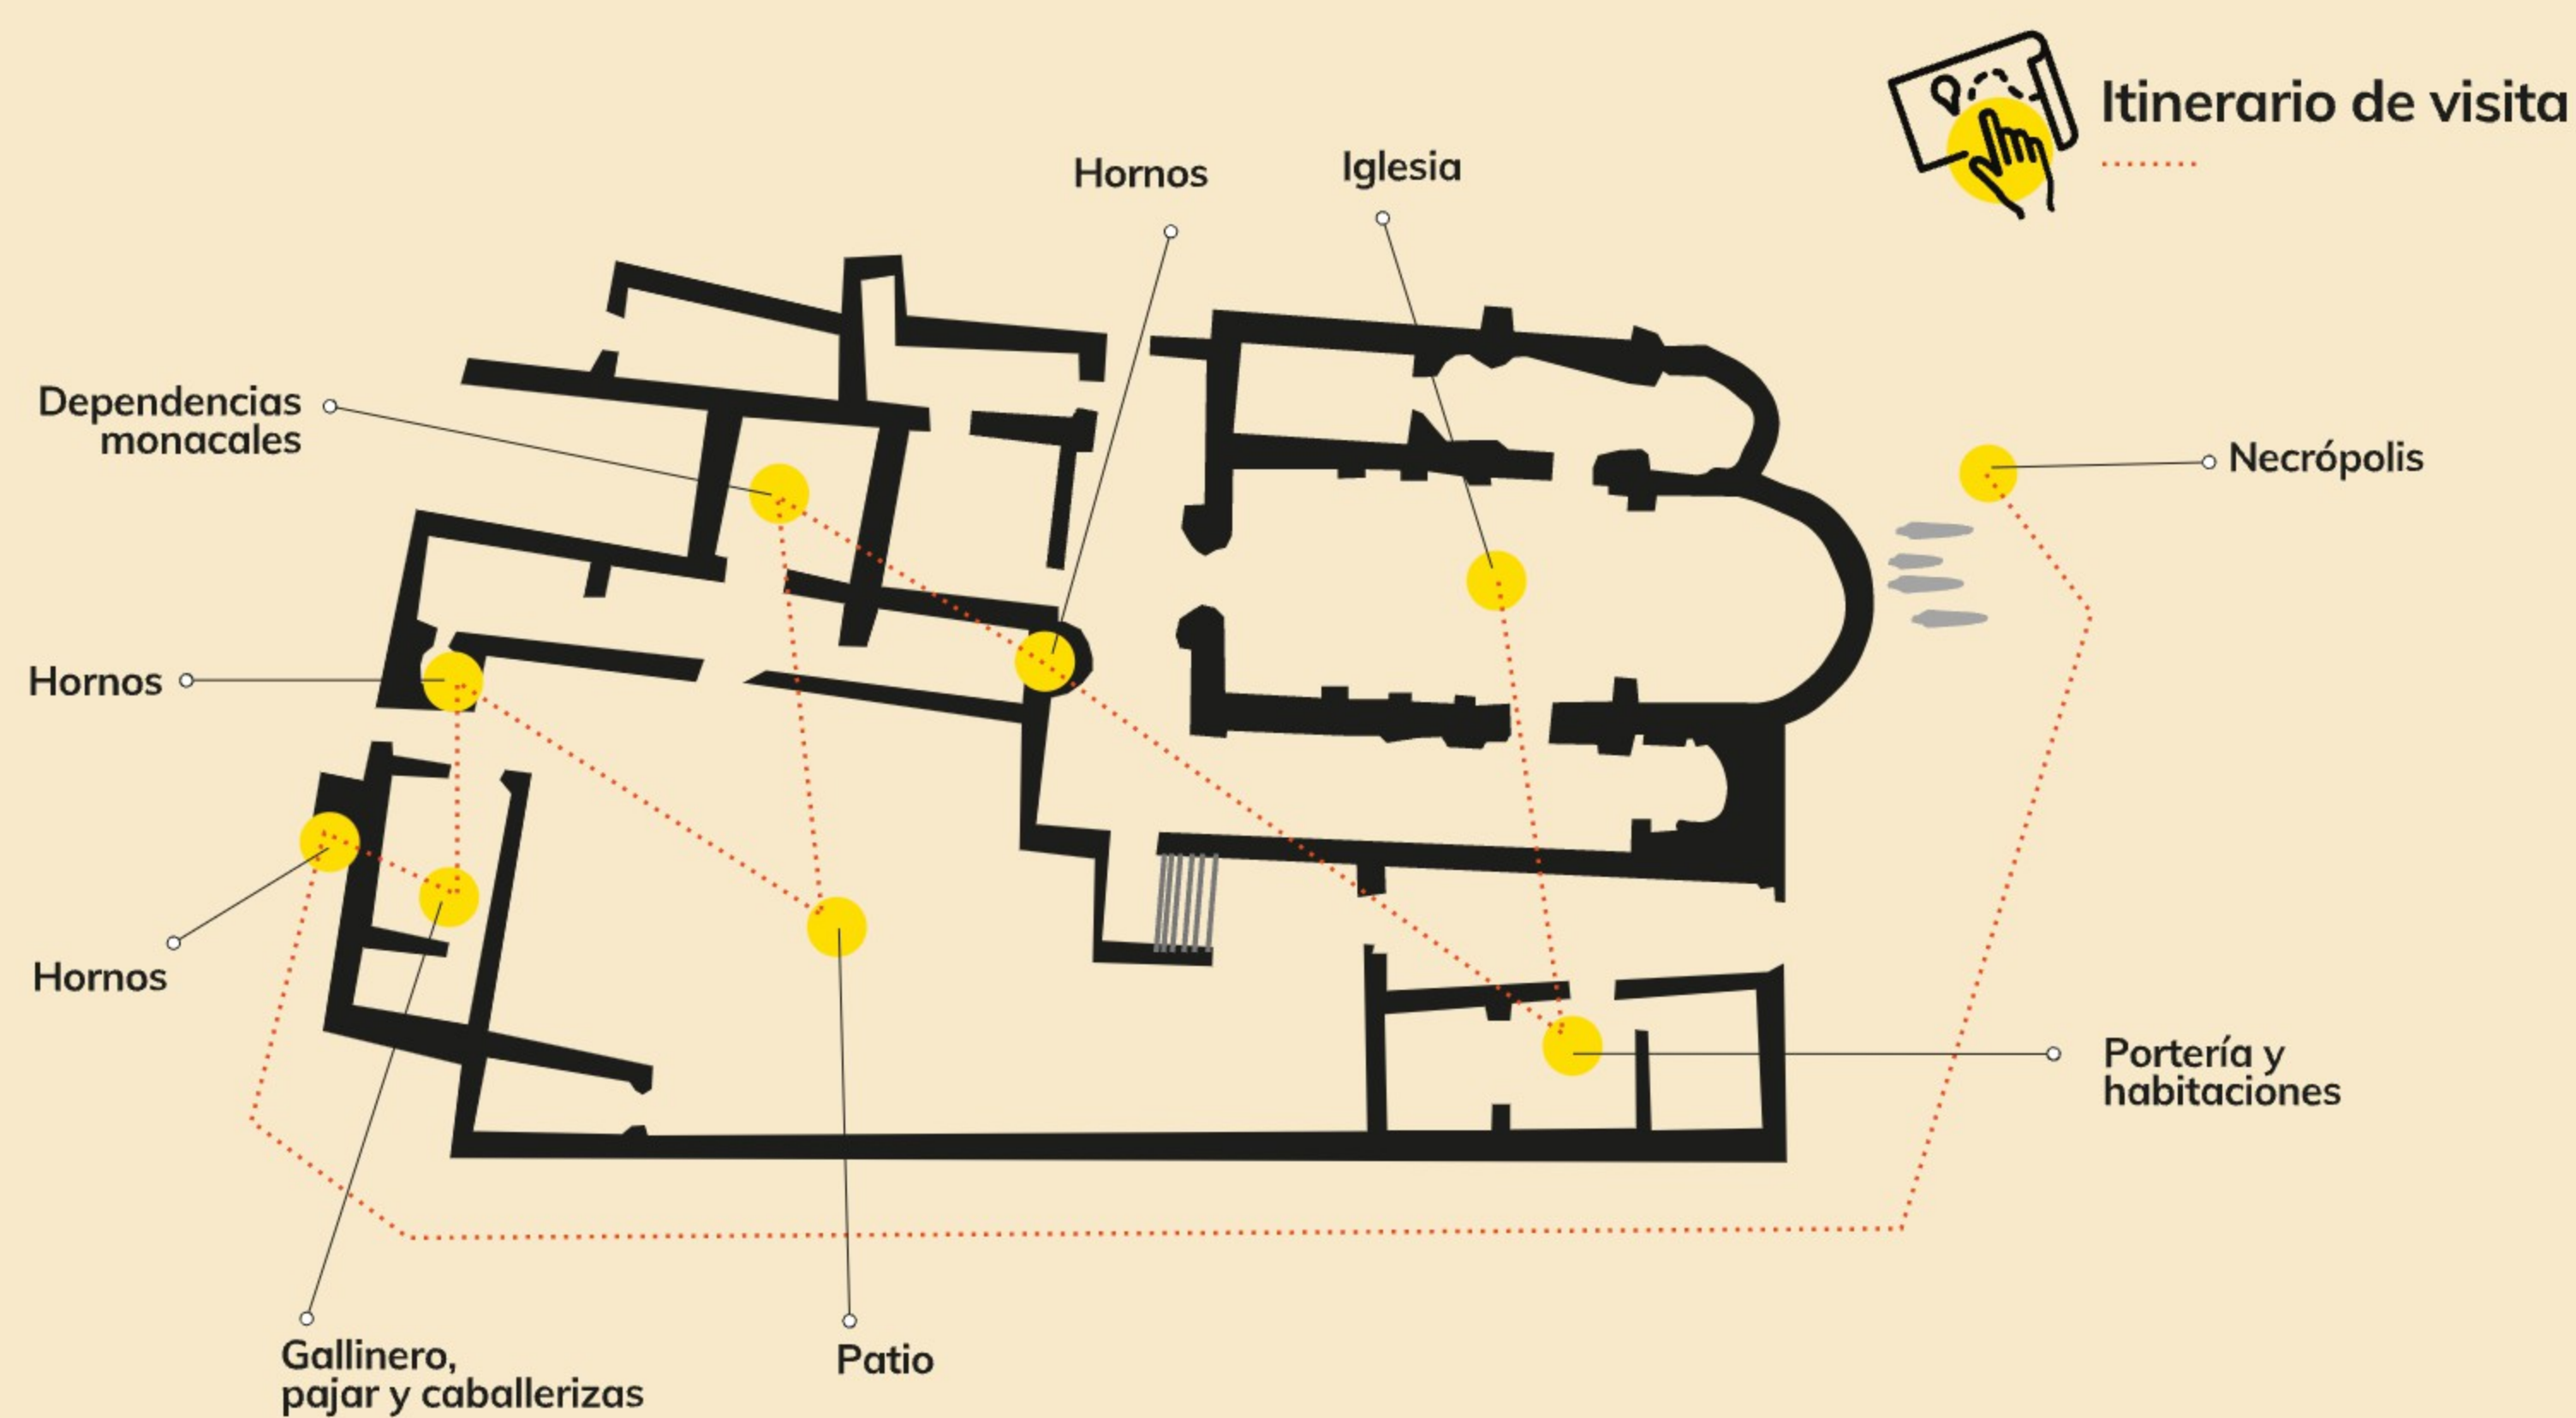 Itinerario de visita
Hornos
Iglesia
Dependencias
monacales
Necrópolis
Hornos
Hornos
Portería y
habitaciones
Gallinero,
pajar y caballerizas
Patio